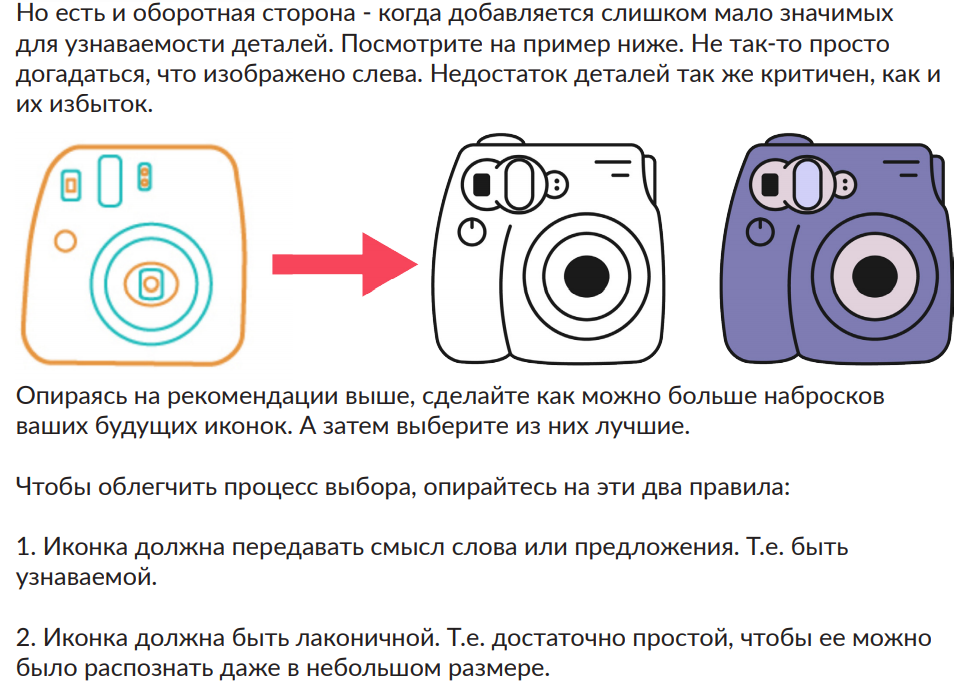 Но есть и оборотная сторона - когда добавляется слишком мало значимых
для узнаваемости деталей. Посмотрите на пример ниже. Не так-то просто
догадаться, что изображено слева. Недостаток деталей так же критичен, как и
их избыток.
Опираясь на рекомендации выше, сделайте как можно больше набросков
ваших будущих иконок. А затем выберите из них лучшие.
Чтобы облегчить процесс выбора, опирайтесь на эти два правила:
1. Иконка должна передавать смысл слова или предложения. Т.е. быть
узнаваемой.
2. Иконка должна быть лаконичной. Т.е. достаточно простой, чтобы ее можно
было распознать даже в небольшом размере.